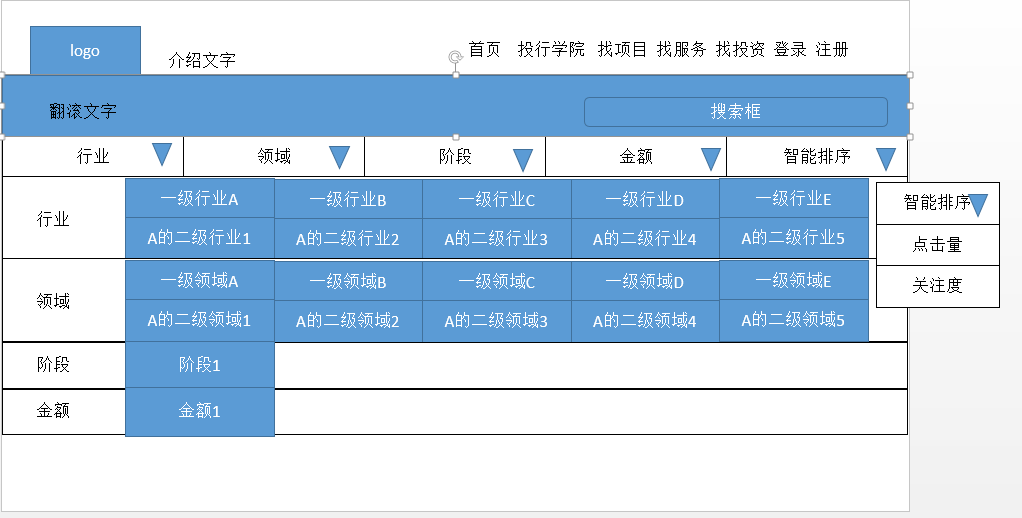 logo
介绍文字
首页 投行学院 找项目 找服务 找投资 登录 注册
翻滚文字
搜索框
行业 领域 阶段 金额 智能排序
行业
一级行业A 一级行业B 一级行业C 一级行业D 一级行业E
A的二级行业1 A的二级行业2 A的二级行业3 A的二级行业4 A的二级行业5
领域
一级领域A 一级领域B 一级领域C 一级领域D 一级领域E
A的二级领域1 A的二级领域2 A的二级领域3 A的二级领域4 A的二级领域5
阶段 阶段1
金额 金额1
智能排序
点击量
关注度